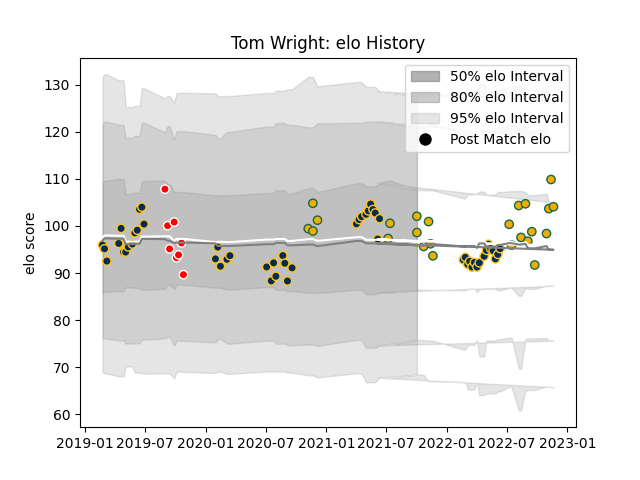 Tom Wright: elo History
50% elo Interval
80% elo Interval
95% elo Interval
Post Match elo
elo score
130
120
110
100
90
80
70
60
2019-01 2019-07 2020-01 2020-07 2021-01 2021-07 2022-01 2022-07 2023-01